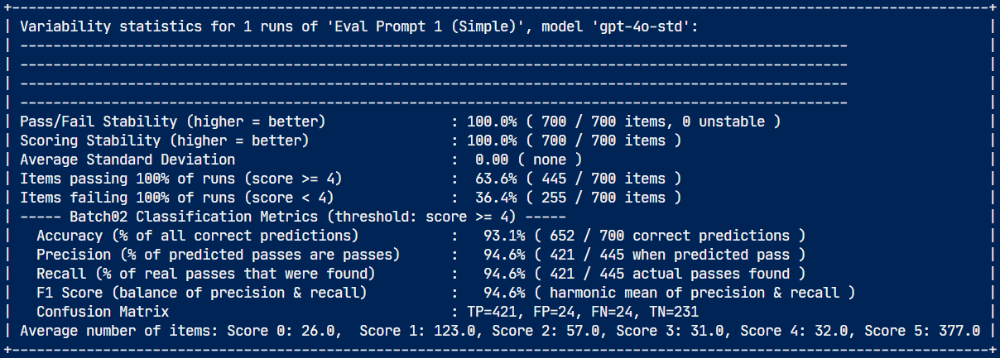 +----------------------------------------------------------------------------------------------------------------------+
| Variability statistics for 1 runs of 'Eval Prompt 1 (Simple)', model 'gpt-4o-std':                                   |
| ----------------------------------------------------------------------------------------------------                 |
| ----------------------------------------------------------------------------------------------------                 |
| ----------------------------------------------------------------------------------------------------                 |
| ----------------------------------------------------------------------------------------------------                 |
| Pass/Fail Stability (higher = better)               : 100.0% ( 700 / 700 items, 0 unstable )                         |
| Scoring Stability (higher = better)                 : 100.0% ( 700 / 700 items )                                     |
| Average Standard Deviation                          :  0.00 ( none )                                                 |
| Items passing 100% of runs (score >= 4)             :  63.6% ( 445 / 700 items )                                     |
| Items failing 100% of runs (score < 4)              :  36.4% ( 255 / 700 items )                                     |
| ----- Batch02 Classification Metrics (threshold: score >= 4) -----                                                   |
|   Accuracy (% of all correct predictions)           :   93.1% ( 652 / 700 correct predictions )                      |
|   Precision (% of predicted passes are passes)      :   94.6% ( 421 / 445 when predicted pass )                      |
|   Recall (% of real passes that were found)         :   94.6% ( 421 / 445 actual passes found )                      |
|   F1 Score (balance of precision & recall)          :   94.6% ( harmonic mean of precision & recall )                |
|   Confusion Matrix                                  : TP=421, FP=24, FN=24, TN=231                                   |
| Average number of items: Score 0: 26.0,  Score 1: 123.0, Score 2: 57.0, Score 3: 31.0, Score 4: 32.0, Score 5: 377.0 |
+----------------------------------------------------------------------------------------------------------------------+